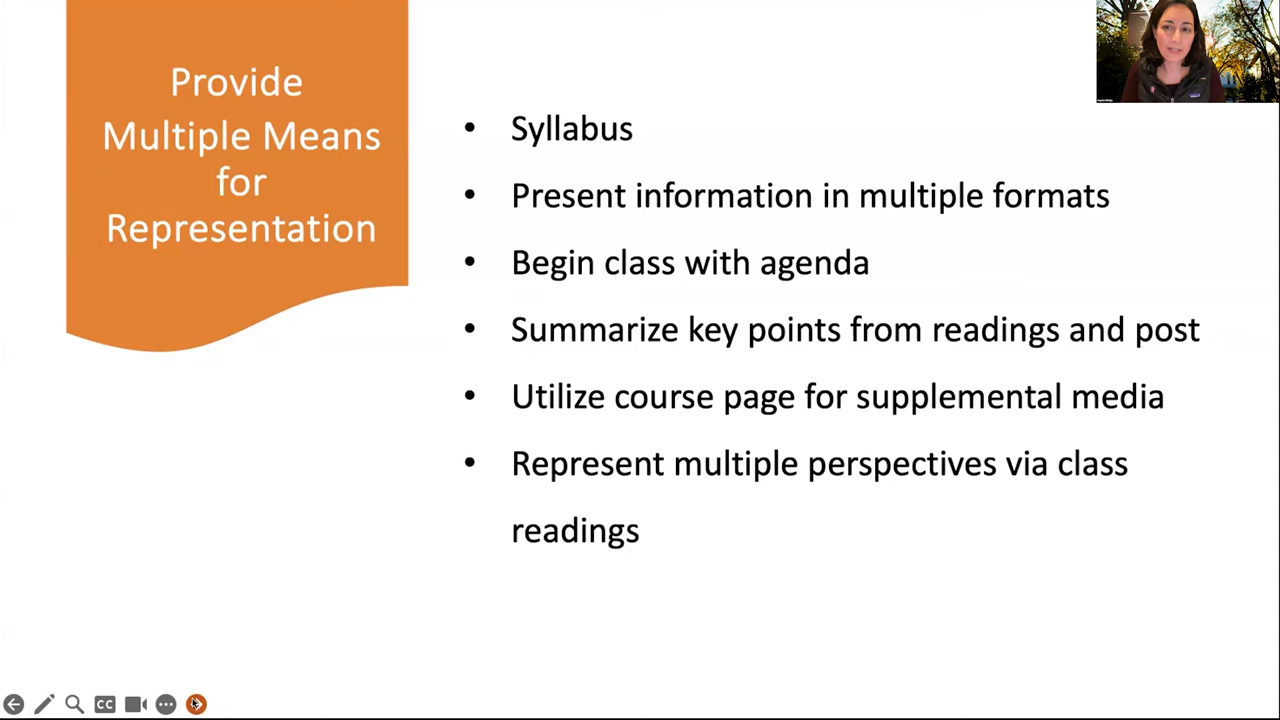 Provide
Multiple Means
for
Representation
• Syllabus
• Present information in multiple formats
• Begin class with agenda
• Summarize key points from readings and post
• Utilize course page for supplemental media
• Represent multiple perspectives via class
readings
CC